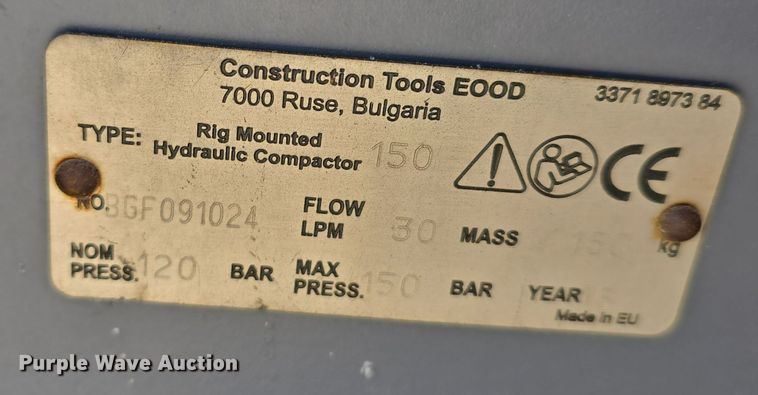 Construction Tools EOOD
7000 Ruse, Bulgaria
3371 8973 84
TYPE: Rig Mounted Hydraulic Compactor 150
NO. BGF091024
FLOW LPM 30
MASS kg
NOM PRESS. 120 BAR
MAX PRESS. 150 BAR
YEAR
Made in EU
CE
Purple Wave Auction